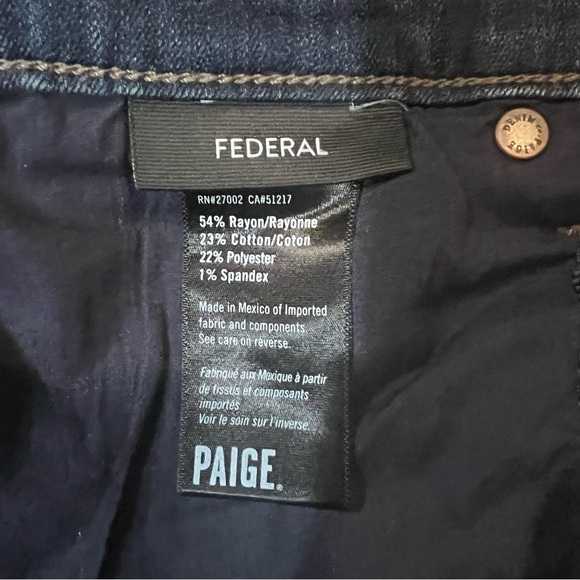 FEDERAL
DENIM PAIGE
RN#27002 CA#51217
54% Rayon/Rayonne
23% Cotton/Coton
22% Polyester
1% Spandex
Made in Mexico of Imported
fabric and components.
See care on reverse.
Fabriqué aux Mexique à partir
de tissus et composants
importés
Voir le soin sur l'inverse.
PAIGE®